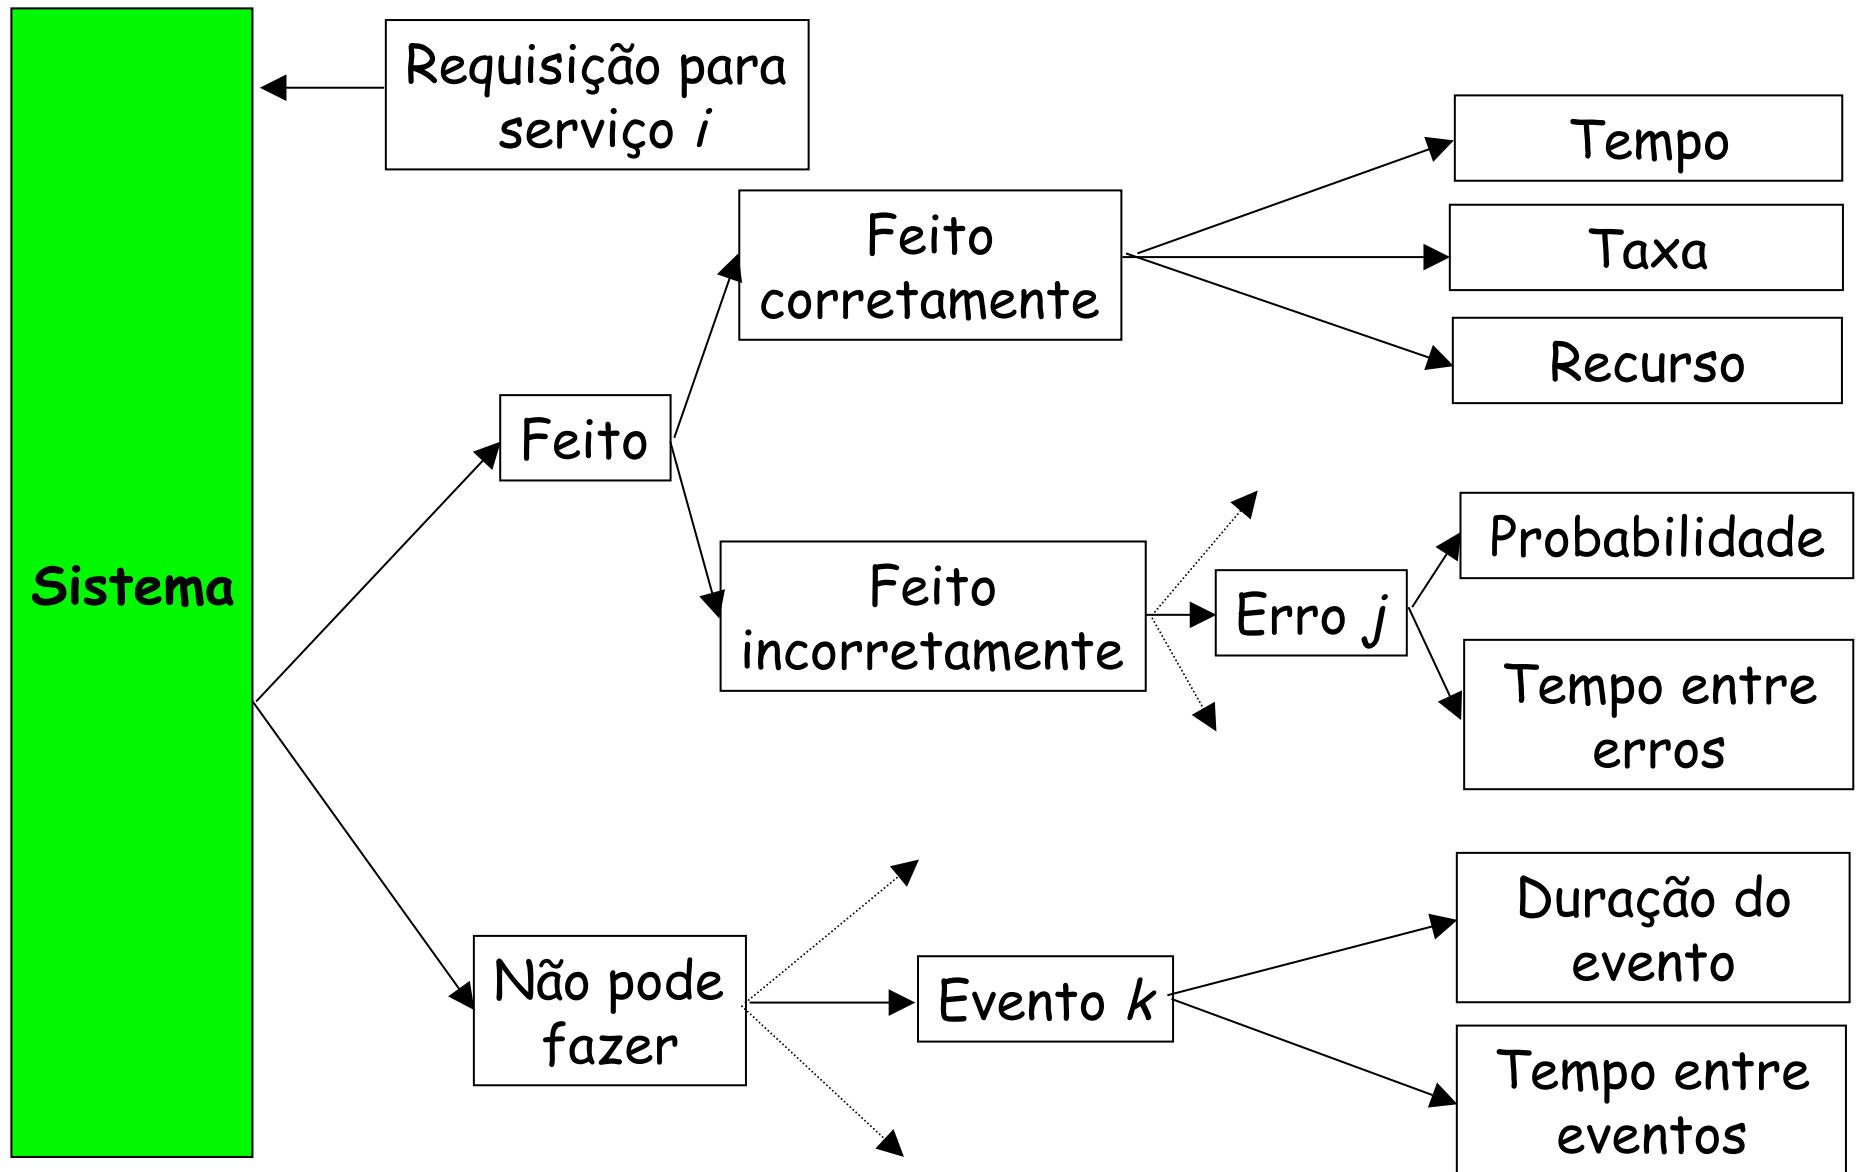 Requisição para
serviço i
Tempo
Feito
corretamente
Taxa
Recurso
Feito
Probabilidade
Sistema
Feito
incorretamente
Erro j
Tempo entre
erros
Duração do
evento
Não pode
fazer
Evento k
Tempo entre
eventos